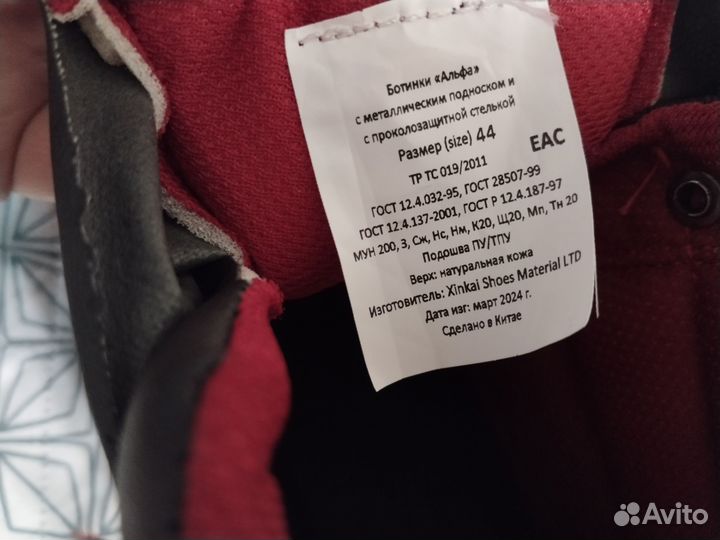 Ботинки «Альфа»
с металлическим подноском и
с проколозащитной стелькой
Размер (size) 44
EAC
ТР ТС 019/2011
ГОСТ 12.4.032-95, ГОСТ 28507-99
ГОСТ 12.4.137-2001, ГОСТ Р 12.4.187-97
МУН 200, З, Сж, Нс, Нм, К20, Щ20, Мп, Тн 20
Подошва ПУ/ТПУ
Верх: натуральная кожа
Изготовитель: Xinkai Shoes Material LTD
Дата изг: март 2024 г.
Сделано в Китае
Avito